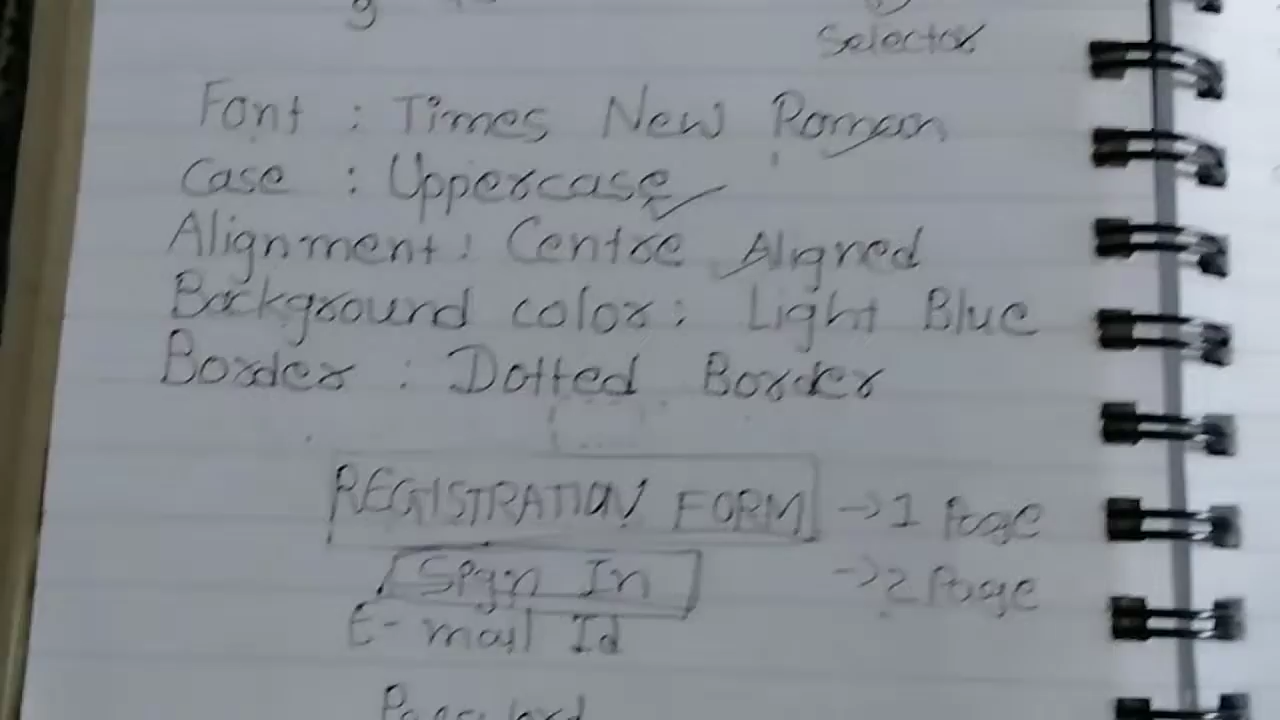 Selector
Font : Times New Roman
Case : Uppercase
Alignment : Centre Aligned
Background color : Light Blue
Border : Dotted Border
REGISTRATION FORM → 1 Page
Sign In → 2 Page
E-mail Id
Password